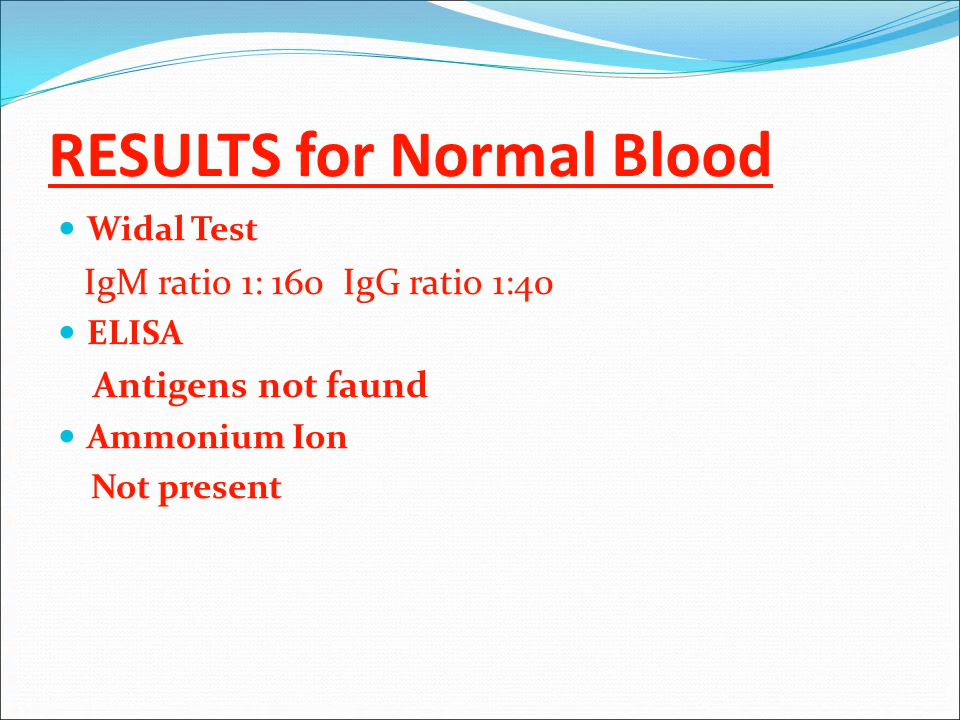 RESULTS for Normal Blood
• Widal Test
IgM ratio 1: 160 IgG ratio 1:40
• ELISA
Antigens not faund
• Ammonium Ion
Not present